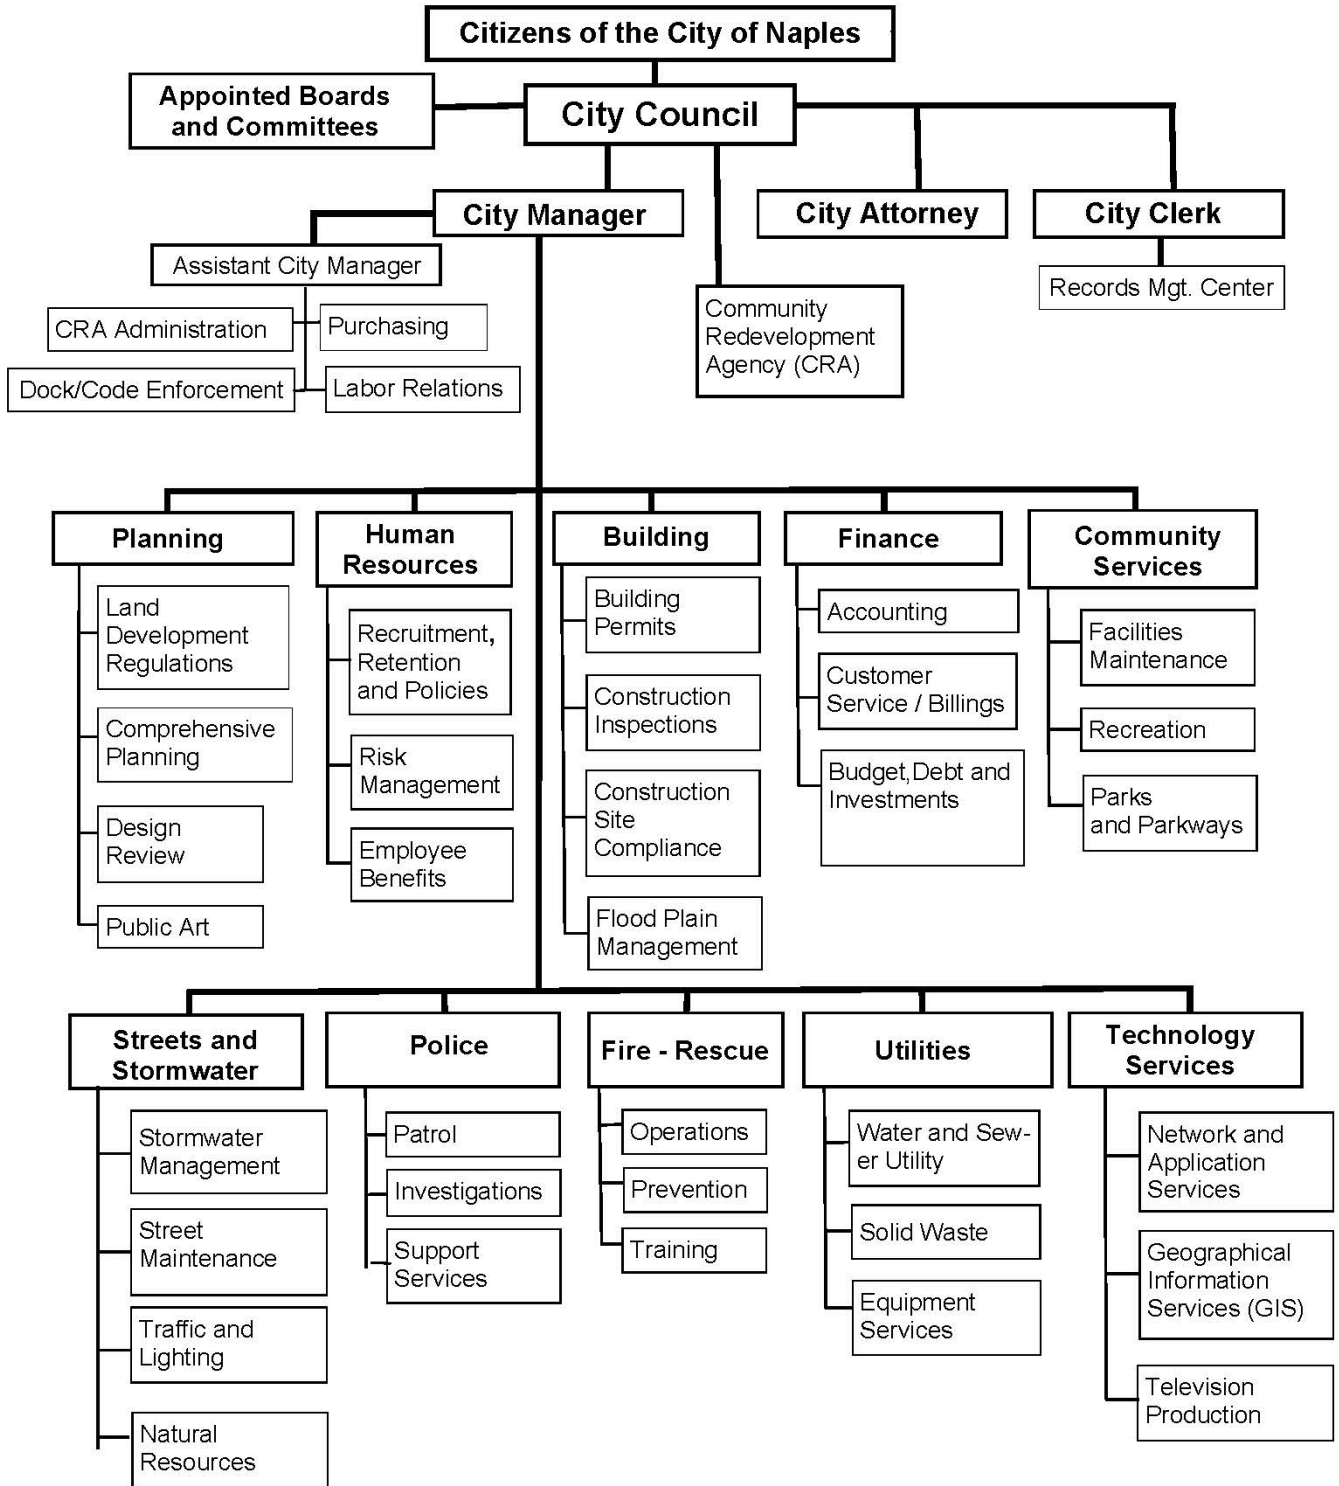 Citizens of the City of Naples
Appointed Boards
and Committees
City Council
City Manager
City Attorney
City Clerk
Assistant City Manager
Records Mgt. Center
CRA Administration
Purchasing
Community
Redevelopment
Agency (CRA)
Dock/Code Enforcement
Labor Relations
Planning
Land
Development
Regulations
Comprehensive
Planning
Design
Review
Public Art
Human
Resources
Recruitment,
Retention
and Policies
Risk
Management
Employee
Benefits
Building
Building
Permits
Construction
Inspections
Construction
Site
Compliance
Flood Plain
Management
Finance
Accounting
Customer
Service / Billings
Budget,Debt and
Investments
Community
Services
Facilities
Maintenance
Recreation
Parks
and Parkways
Streets and
Stormwater
Stormwater
Management
Street
Maintenance
Traffic and
Lighting
Natural
Resources
Police
Patrol
Investigations
Support
Services
Fire - Rescue
Operations
Prevention
Training
Utilities
Water and Sew-
er Utility
Solid Waste
Equipment
Services
Technology
Services
Network and
Application
Services
Geographical
Information
Services (GIS)
Television
Production